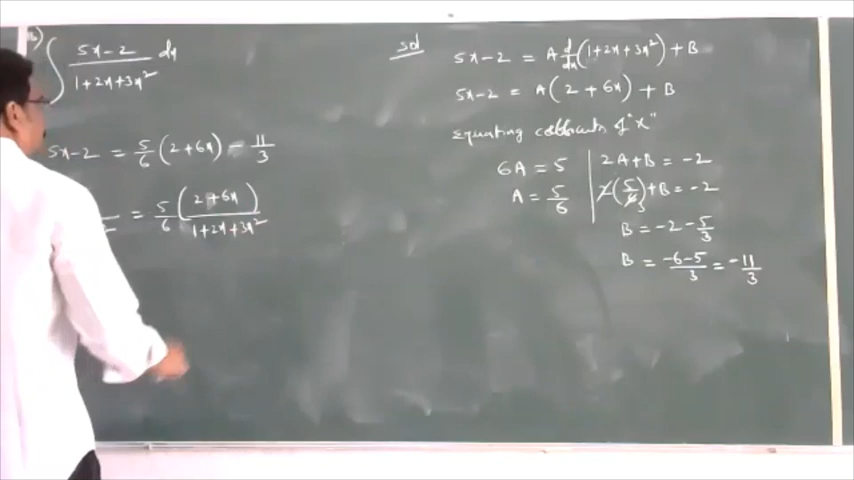 ∫ (5x-2)/(1+2x+3x²) dx
5x-2 = 5/6 (2+6x) - 11/3
= 5/6 (2+6x)/(1+2x+3x²)
Sol
5x-2 = A d/dx (1+2x+3x²) + B
5x-2 = A(2+6x) + B
Equating coefficients of "x"
6A = 5 | 2A+B = -2
A = 5/6 | 2(5/6)3+B = -2
B = -2-5/3
B = (-6-5)/3 = -11/3